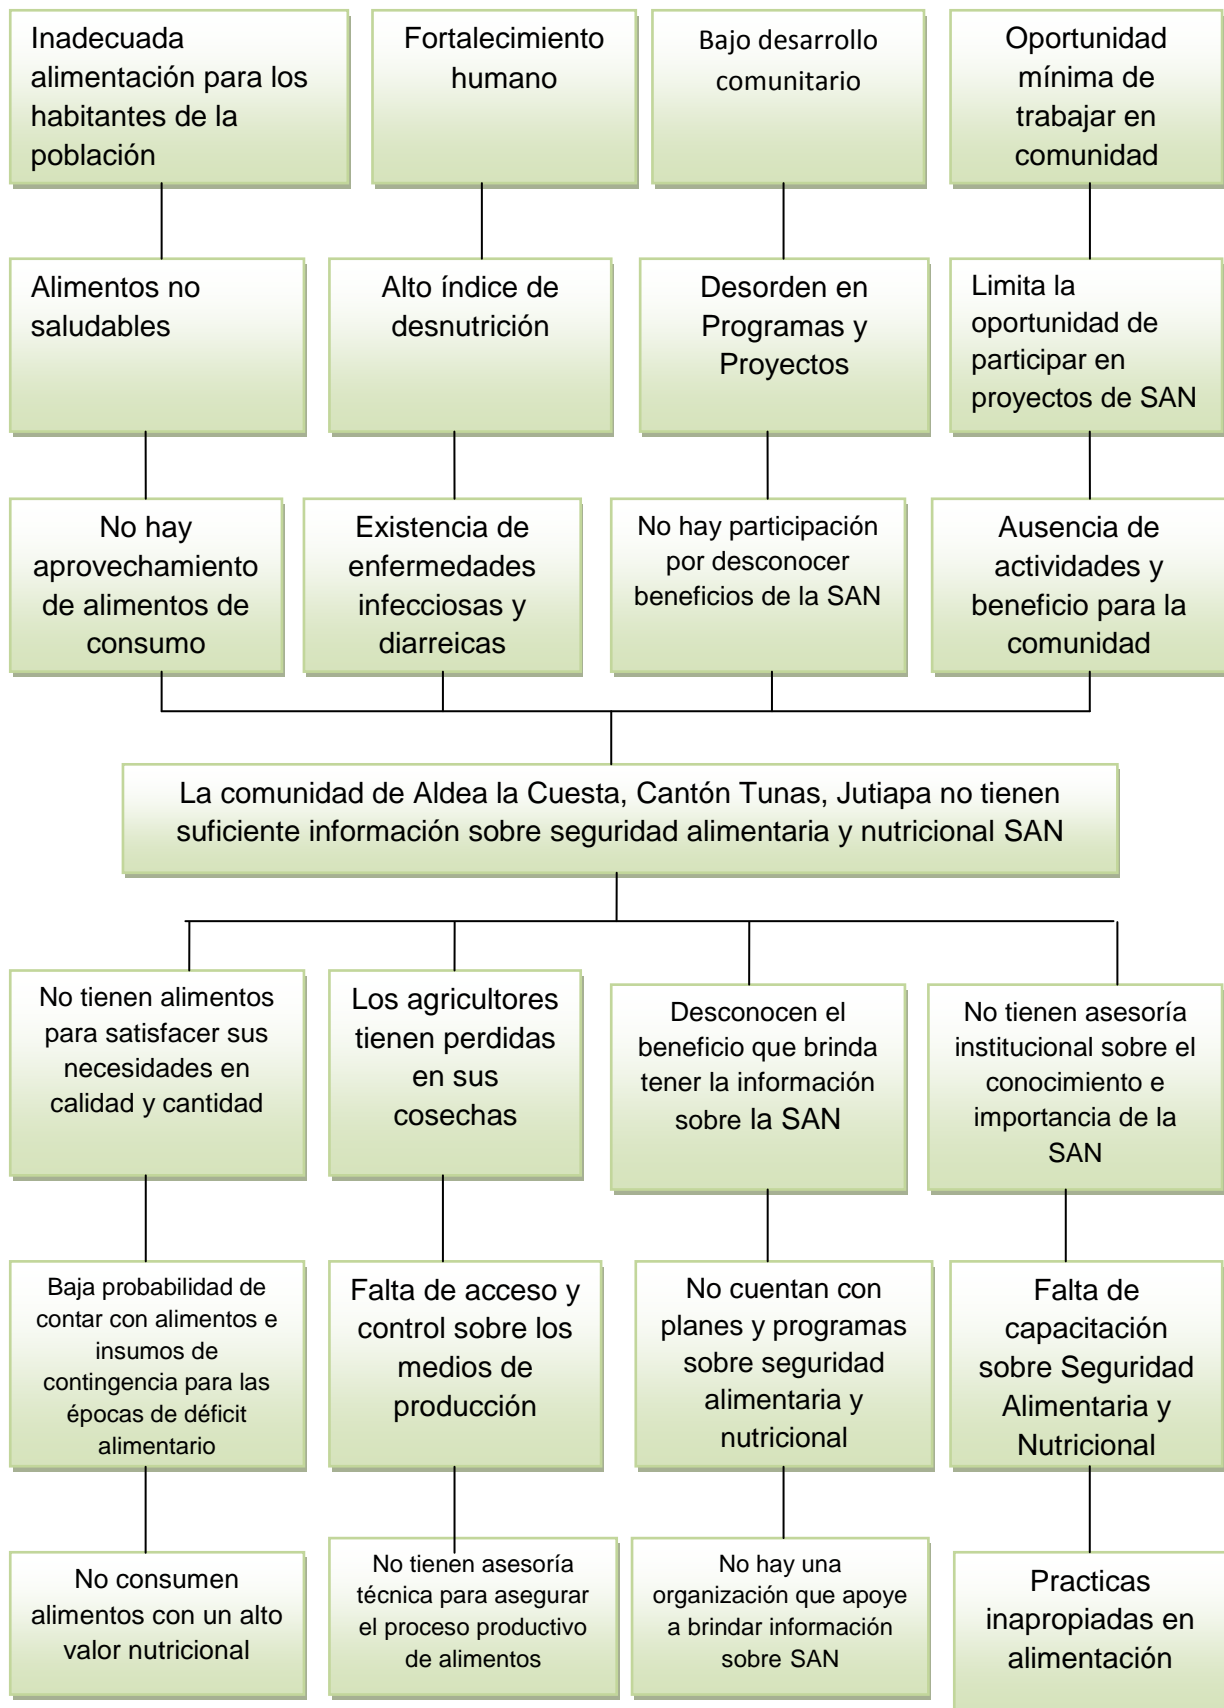 Inadecuada
alimentación para los
habitantes de la
población
Fortalecimiento
humano
Bajo desarrollo
comunitario
Oportunidad
mínima de
trabajar en
comunidad
Alimentos no
saludables
Alto índice de
desnutrición
Desorden en
Programas y
Proyectos
Limita la
oportunidad de
participar en
proyectos de SAN
No hay
aprovechamiento
de alimentos de
consumo
Existencia de
enfermedades
infecciosas y
diarreicas
No hay participación
por desconocer
beneficios de la SAN
Ausencia de
actividades y
beneficio para la
comunidad
La comunidad de Aldea la Cuesta, Cantón Tunas, Jutiapa no tienen
suficiente información sobre seguridad alimentaria y nutricional SAN
No tienen alimentos
para satisfacer sus
necesidades en
calidad y cantidad
Los agricultores
tienen perdidas
en sus
cosechas
Desconocen el
beneficio que brinda
tener la información
sobre la SAN
No tienen asesoría
institucional sobre el
conocimiento e
importancia de la
SAN
Baja probabilidad de
contar con alimentos e
insumos de
contingencia para las
épocas de déficit
alimentario
Falta de acceso y
control sobre los
medios de
producción
No cuentan con
planes y programas
sobre seguridad
alimentaria y
nutricional
Falta de
capacitación
sobre Seguridad
Alimentaria y
Nutricional
No consumen
alimentos con un alto
valor nutricional
No tienen asesoría
técnica para asegurar
el proceso productivo
de alimentos
No hay una
organización que apoye
a brindar información
sobre SAN
Practicas
inapropiadas en
alimentación